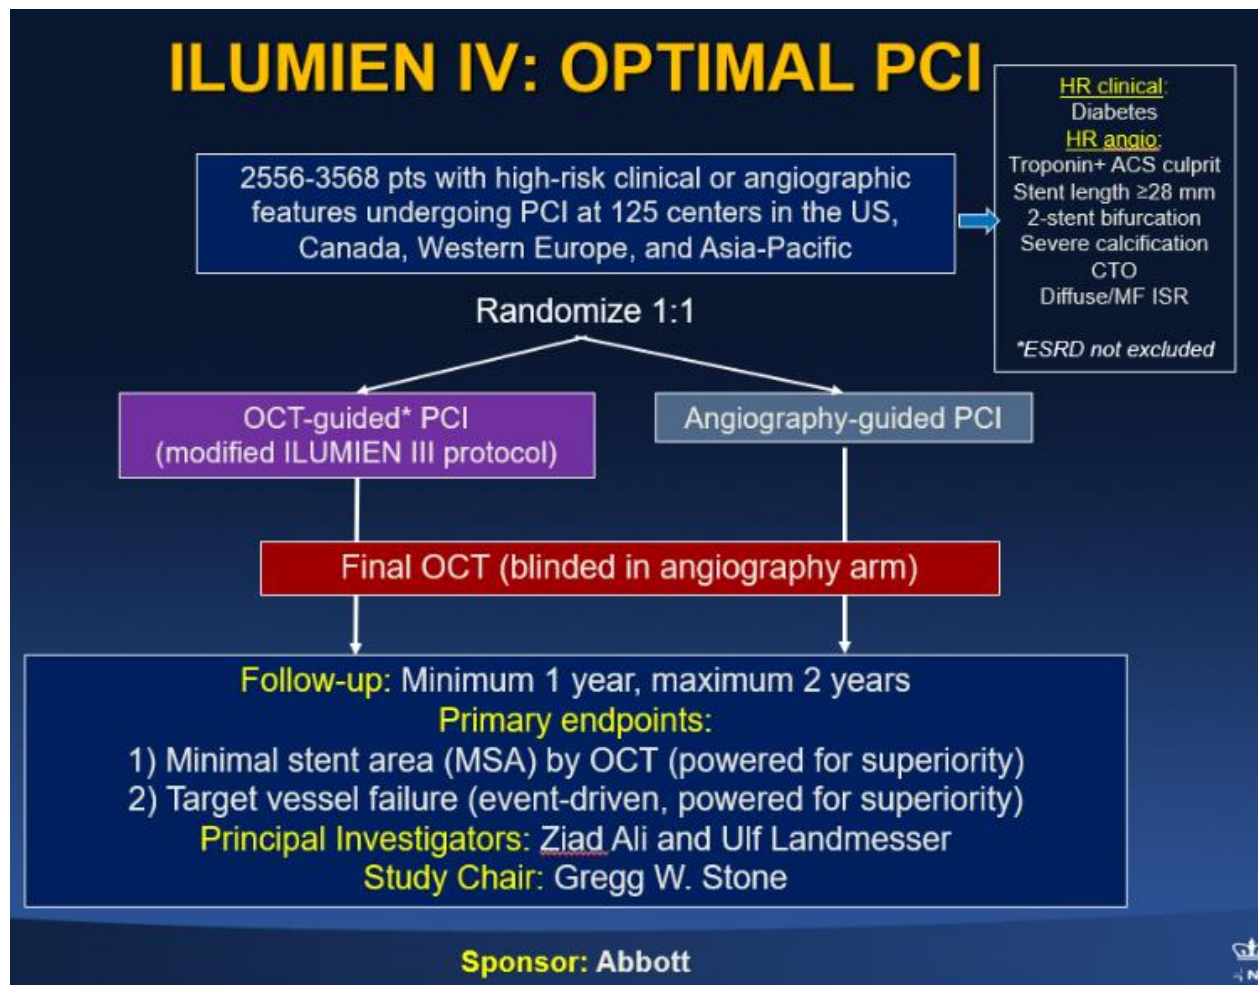 ILUMIEN IV: OPTIMAL PCI
HR clinical:
Diabetes
HR angio:
Troponin+ ACS culprit
Stent length ≥28 mm
2-stent bifurcation
Severe calcification
CTO
Diffuse/MF ISR
*ESRD not excluded
2556-3568 pts with high-risk clinical or angiographic
features undergoing PCI at 125 centers in the US,
Canada, Western Europe, and Asia-Pacific
Randomize 1:1
OCT-guided* PCI
(modified ILUMIEN III protocol)
Angiography-guided PCI
Final OCT (blinded in angiography arm)
Follow-up: Minimum 1 year, maximum 2 years
Primary endpoints:
1) Minimal stent area (MSA) by OCT (powered for superiority)
2) Target vessel failure (event-driven, powered for superiority)
Principal Investigators: Ziad Ali and Ulf Landmesser
Study Chair: Gregg W. Stone
Sponsor: Abbott